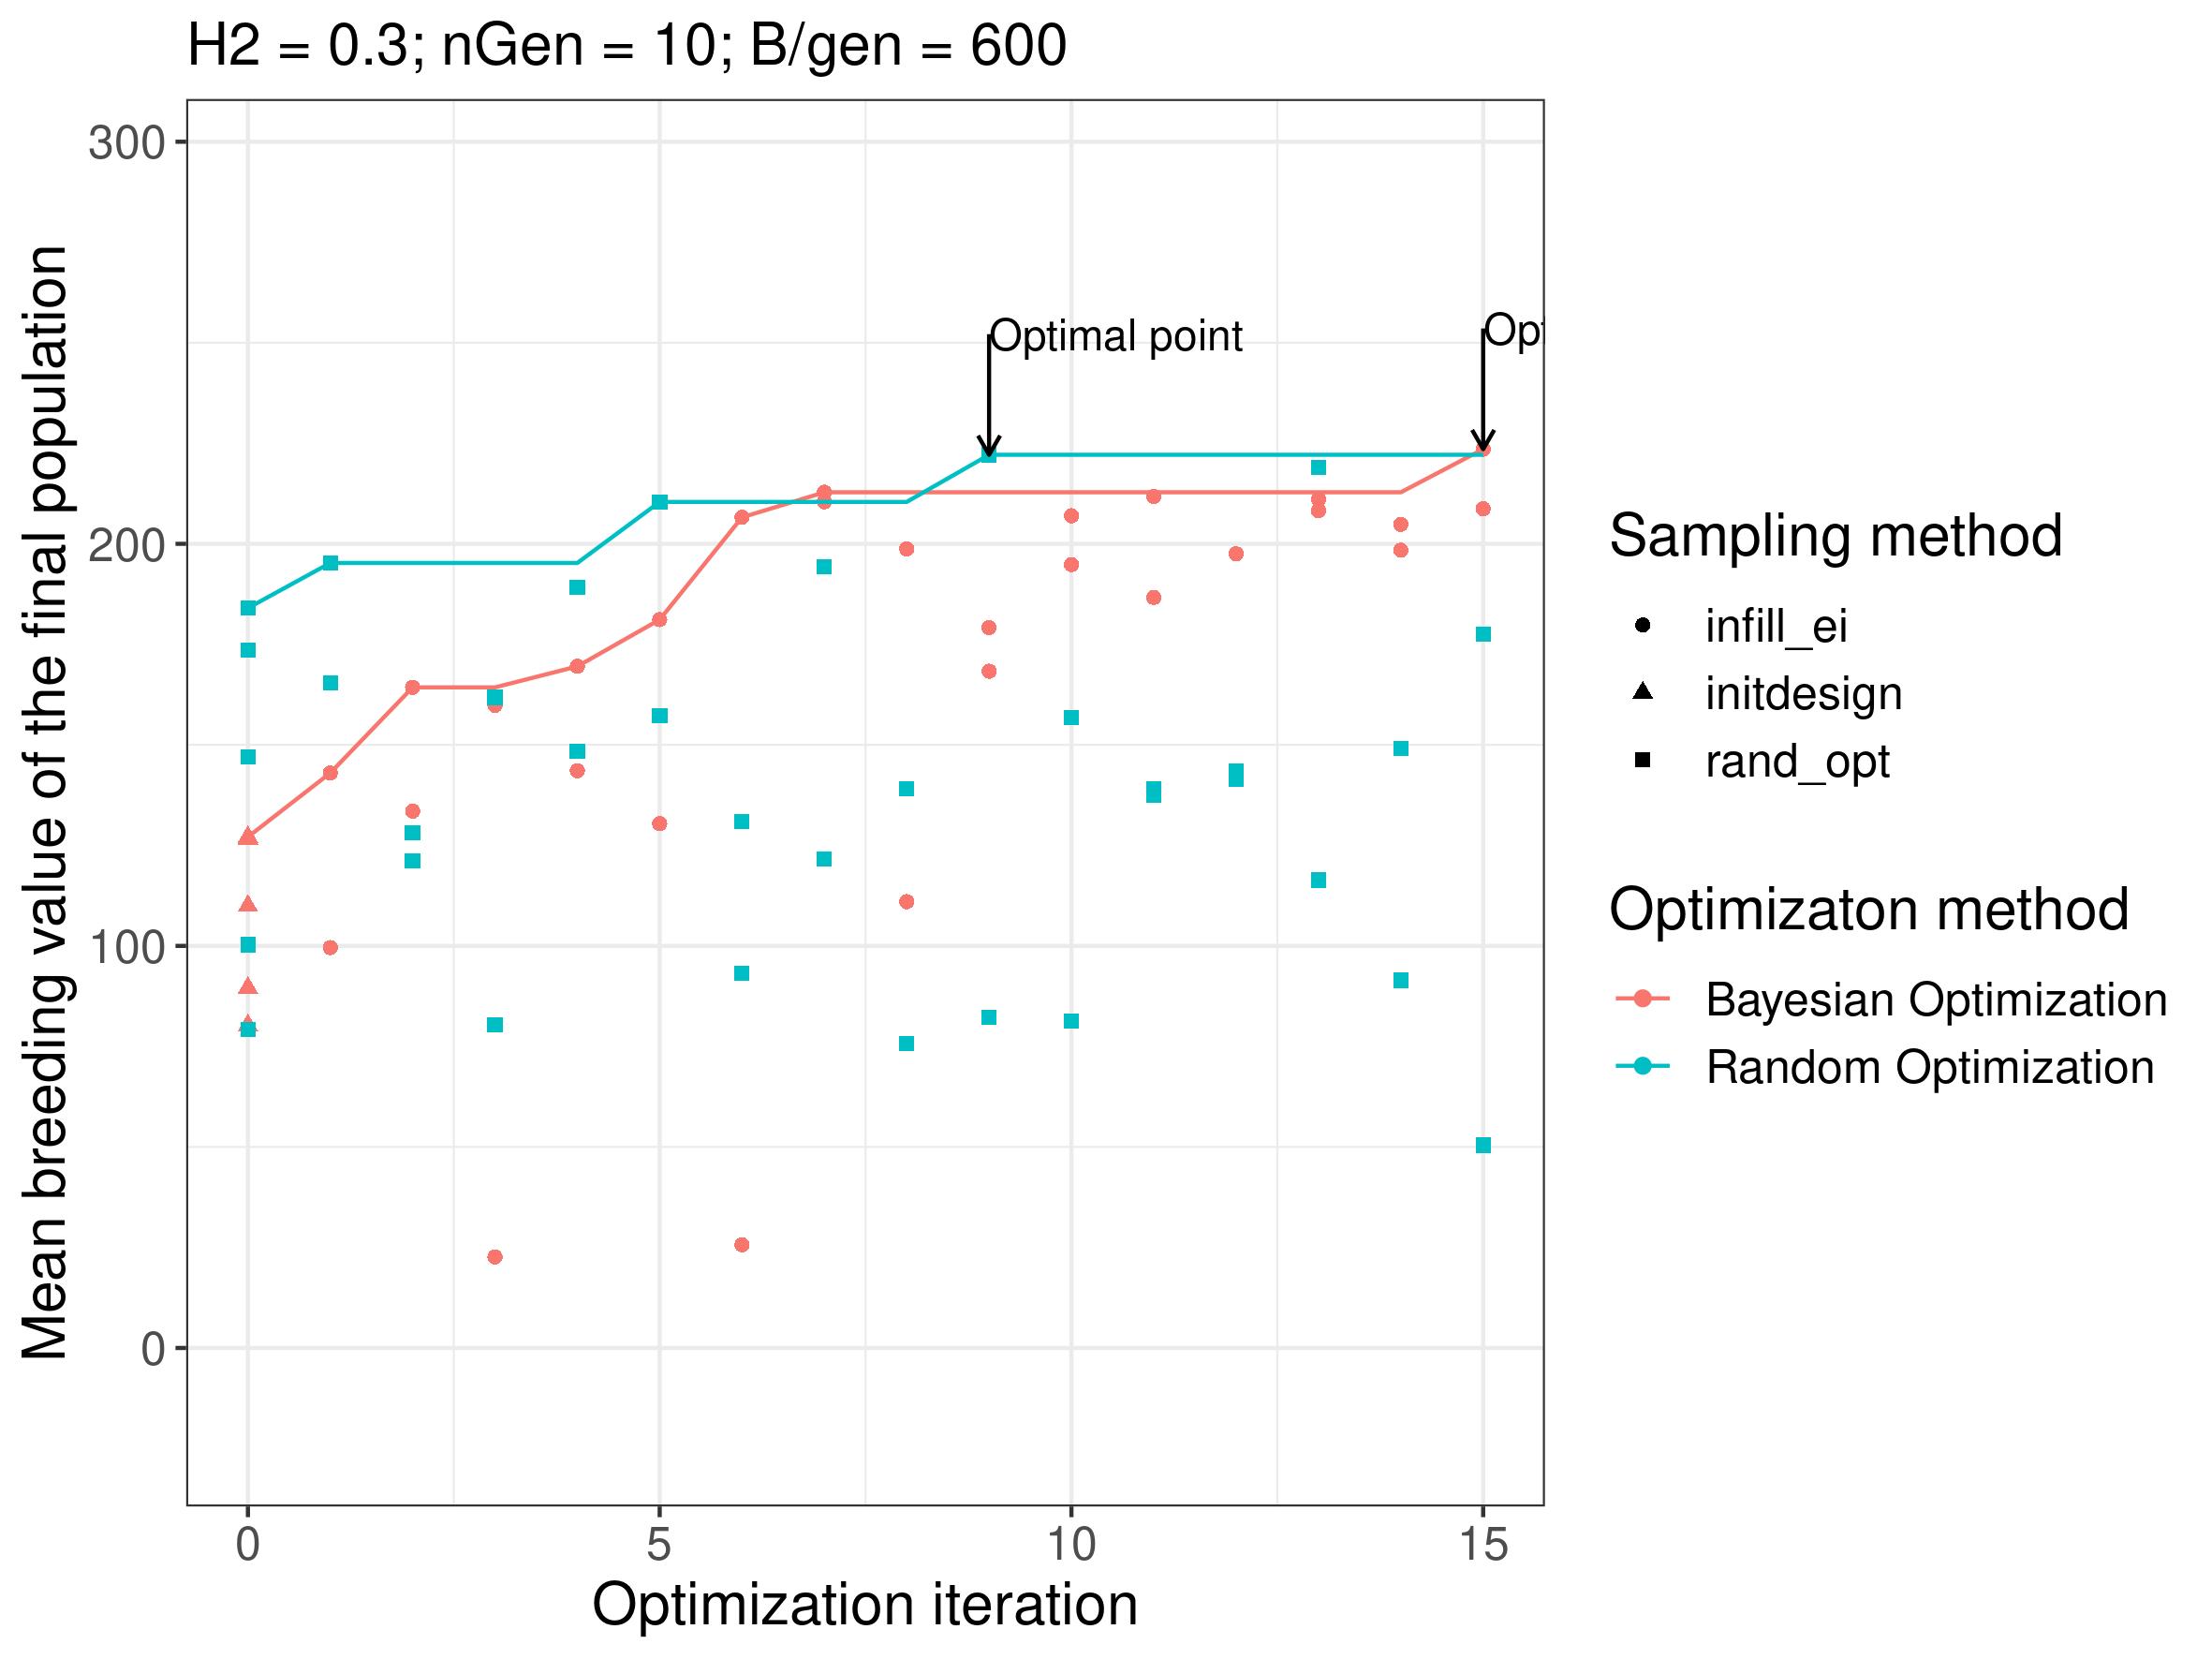 H2 = 0.3; nGen = 10; B/gen = 600
Mean breeding value of the final population
300
200
100
0
Optimal point
Opt
0
5
10
15
Optimization iteration
Sampling method
infill_ei
initdesign
rand_opt
Optimizaton method
Bayesian Optimization
Random Optimization